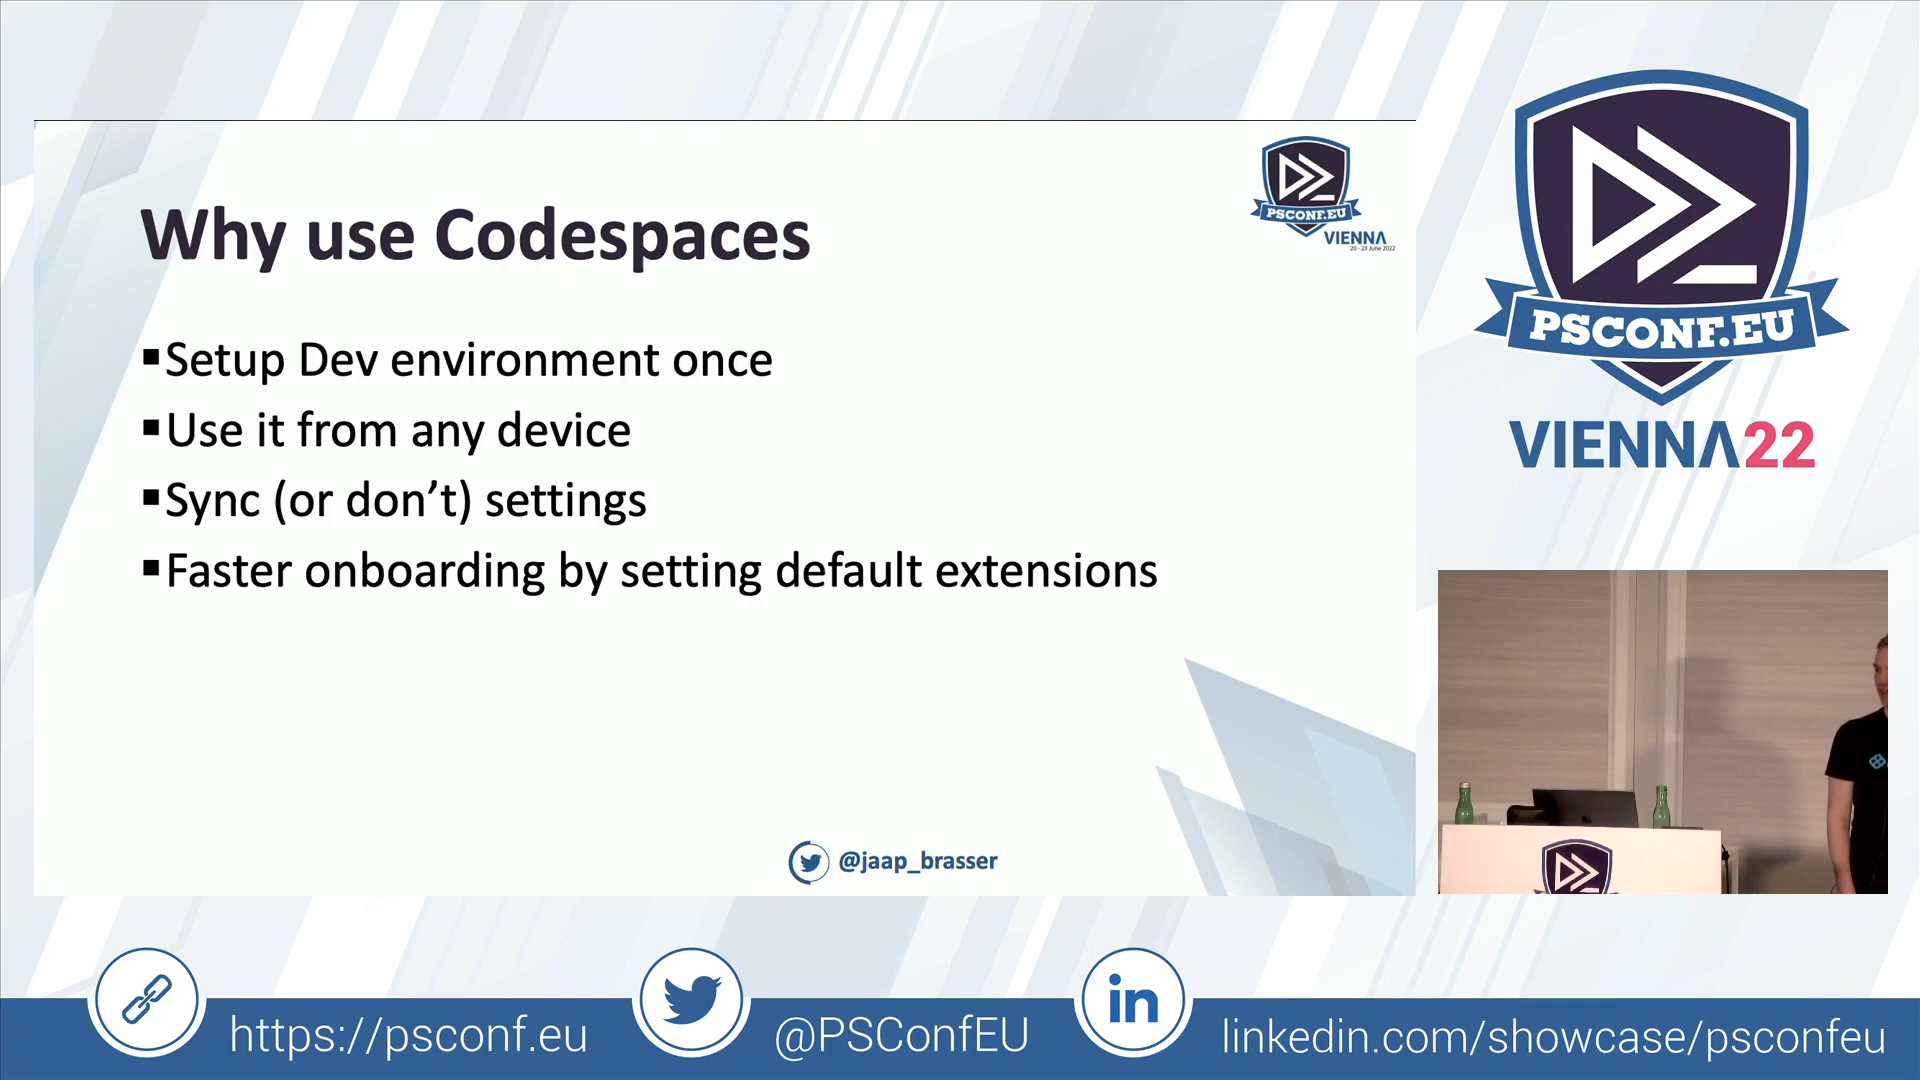 Why use Codespaces
▪Setup Dev environment once
▪Use it from any device
▪Sync (or don’t) settings
▪Faster onboarding by setting default extensions
@jaap_brasser
PSCONF.EU
VIENNA
20 - 23 June 2022
PSCONF.EU
VIENNA22
https://psconf.eu
@PSConfEU
in
linkedin.com/showcase/psconfeu